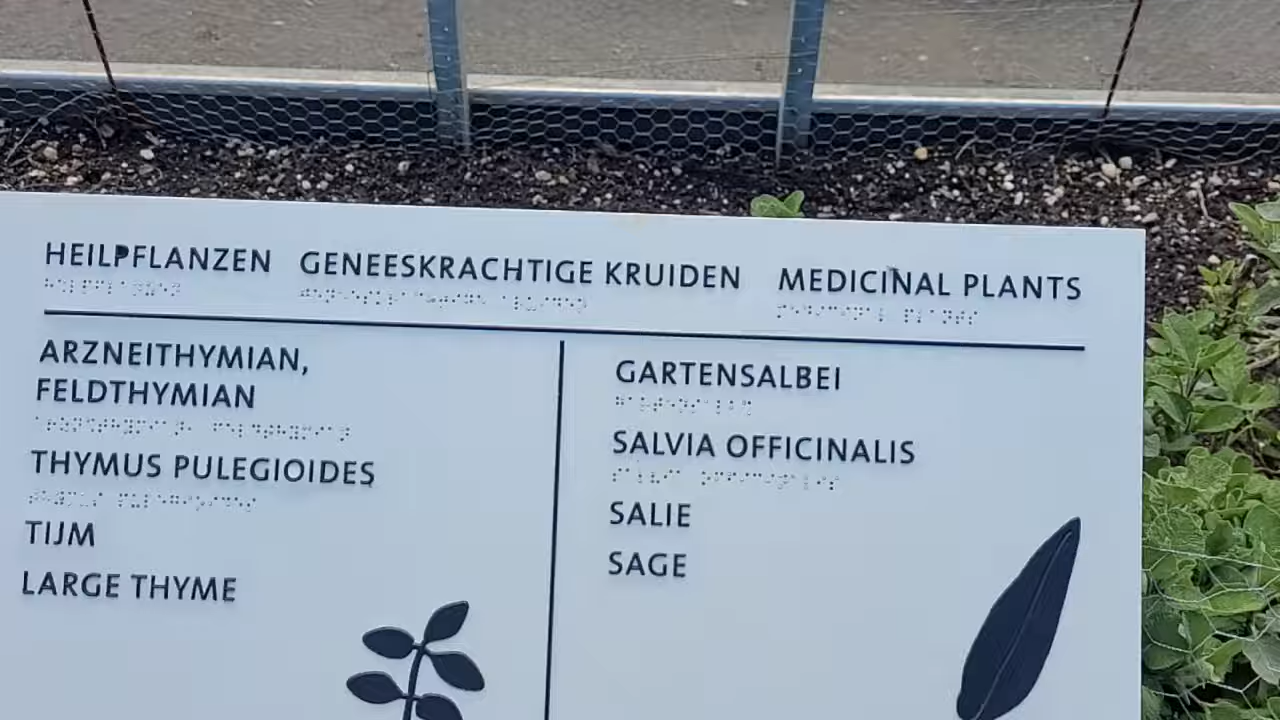 HEILPFLANZEN GENEESKRACHTIGE KRUIDEN MEDICINAL PLANTS
ARZNEITHYMIAN,
FELDTHYMIAN
THYMUS PULEGIOIDES
TIJM
LARGE THYME
GARTENSALBEI
SALVIA OFFICINALIS
SALIE
SAGE